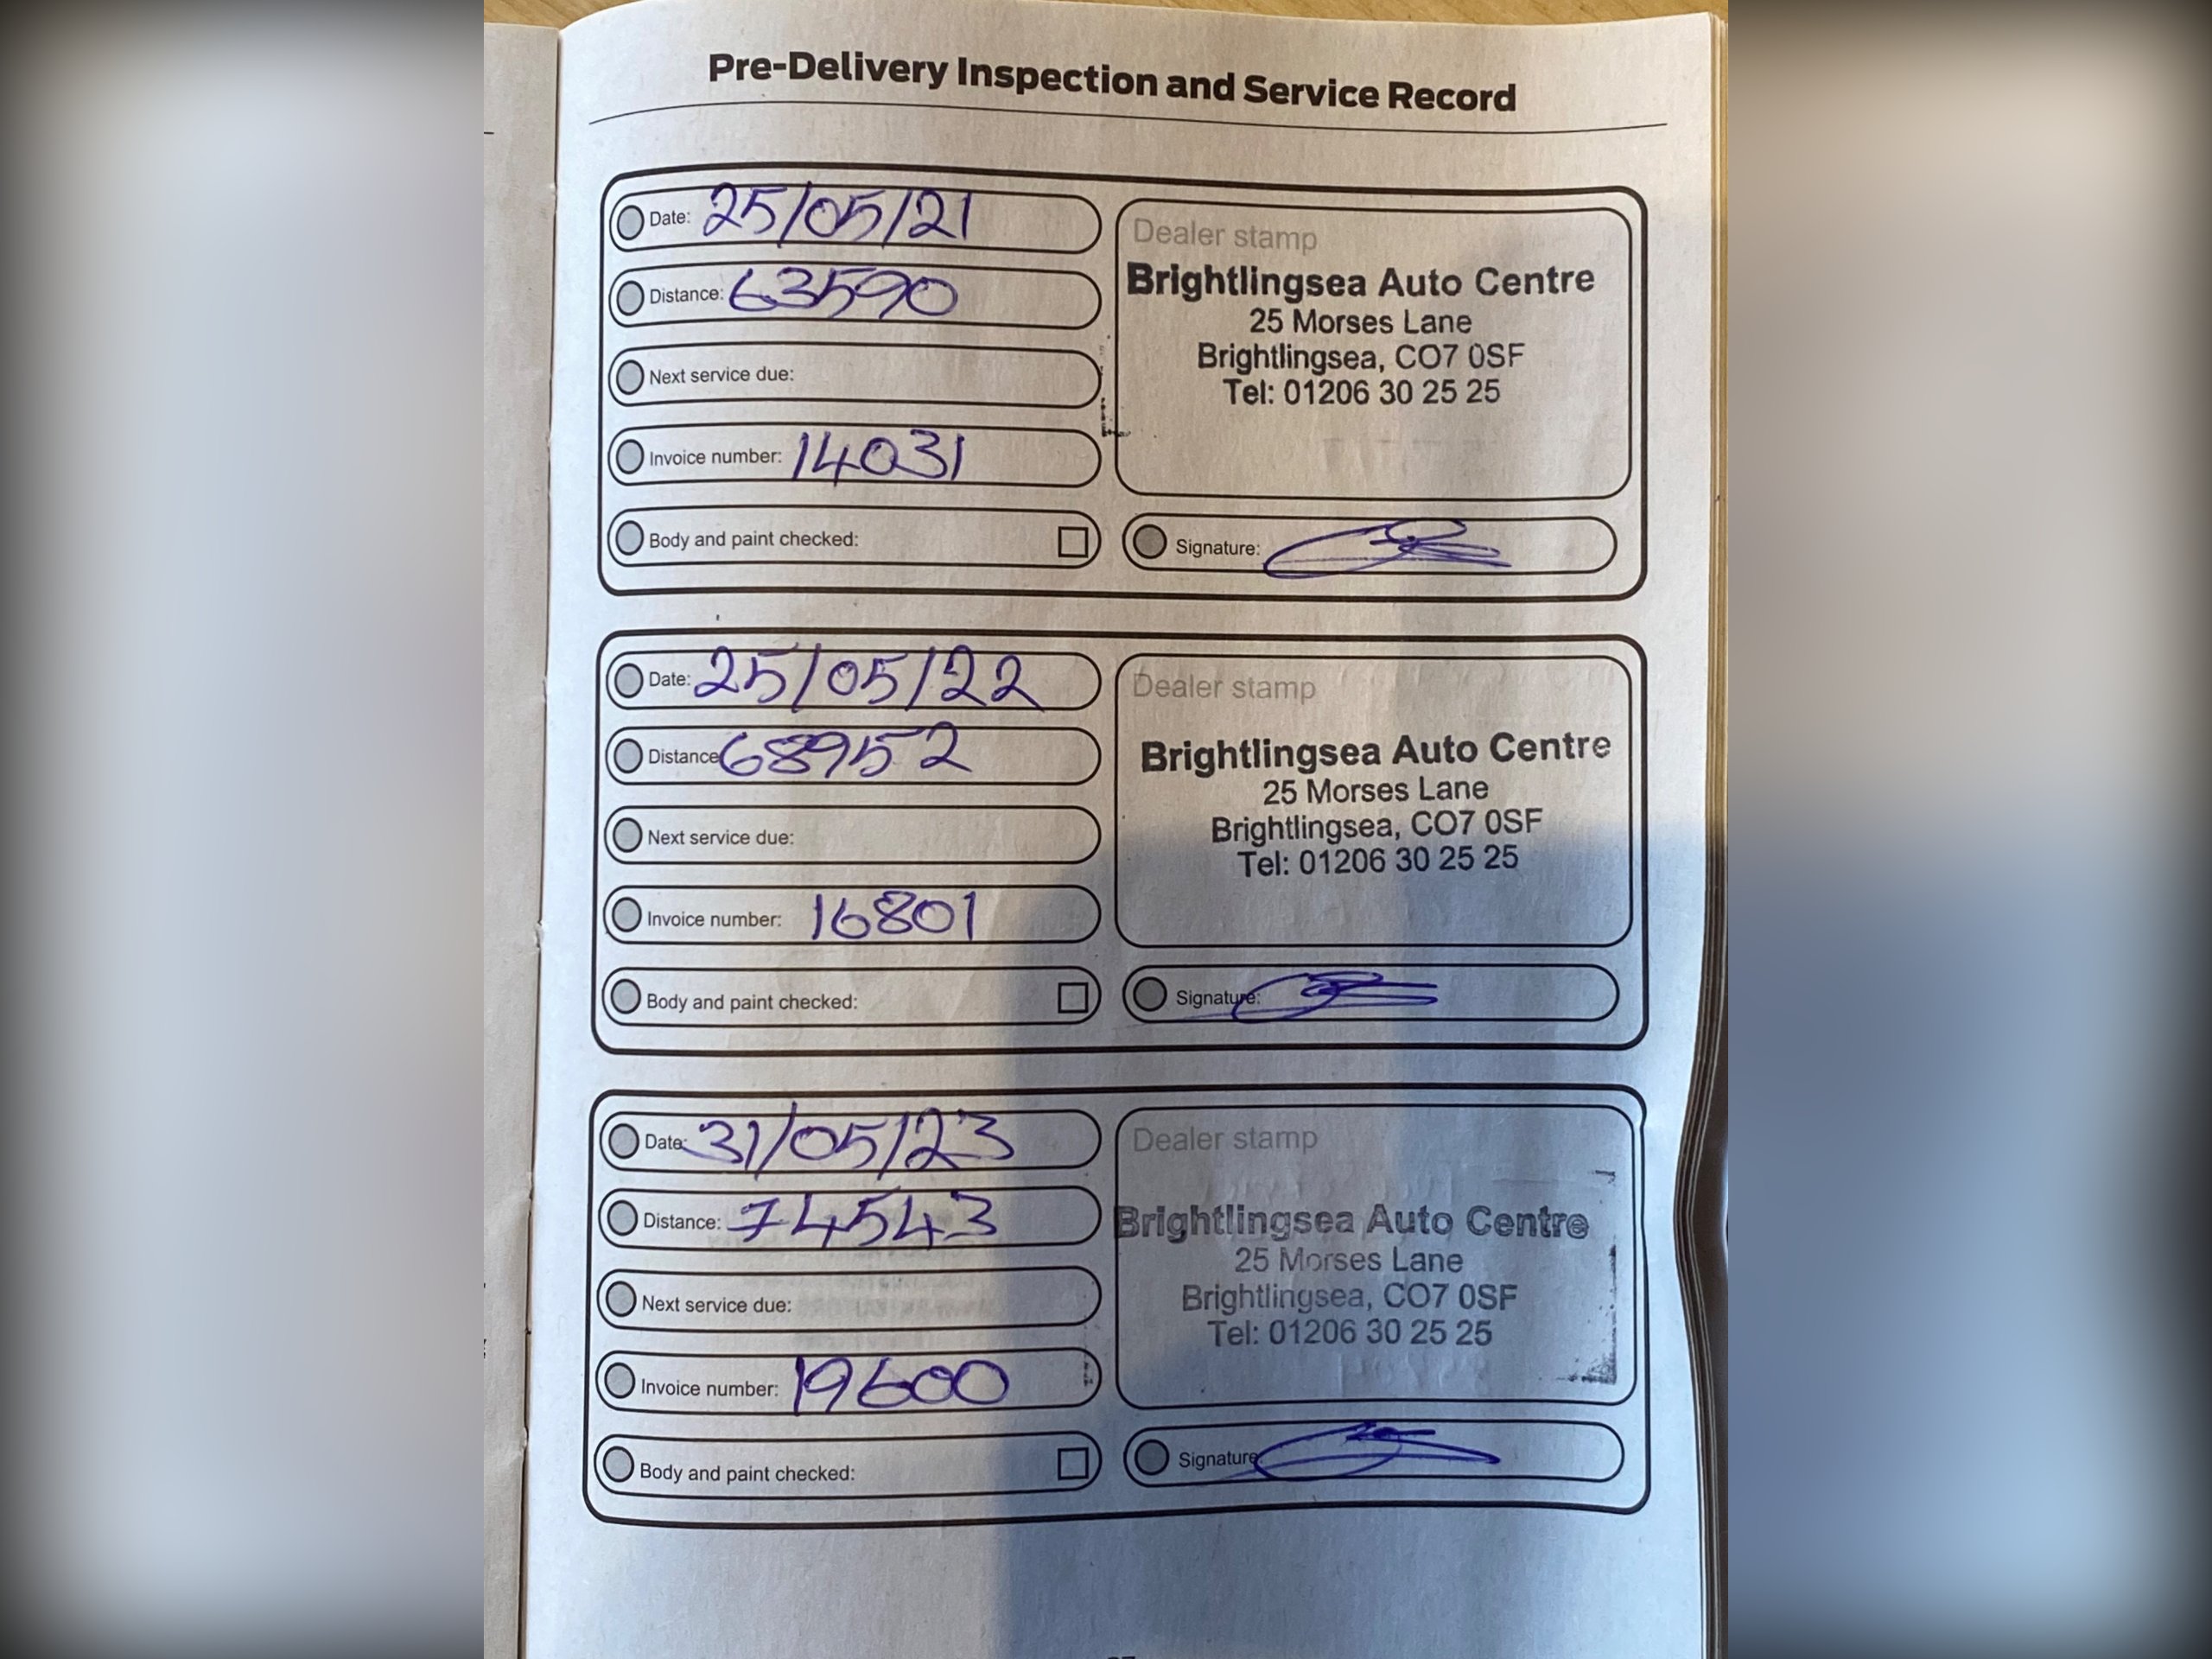 Pre-Delivery Inspection and Service Record
Date: 25/05/21
Distance: 63590
Next service due:
Invoice number: 14031
Body and paint checked:
Dealer stamp
Brightlingsea Auto Centre
25 Morses Lane
Brightlingsea, CO7 0SF
Tel: 01206 30 25 25
Signature:
Date: 25/05/22
Distance 68952
Next service due:
Invoice number: 16801
Body and paint checked:
Dealer stamp
Brightlingsea Auto Centre
25 Morses Lane
Brightlingsea, CO7 0SF
Tel: 01206 30 25 25
Signature:
Date: 31/05/23
Distance: 74543
Next service due:
Invoice number: 19600
Body and paint checked:
Dealer stamp
Brightlingsea Auto Centre
25 Morses Lane
Brightlingsea, CO7 0SF
Tel: 01206 30 25 25
Signature